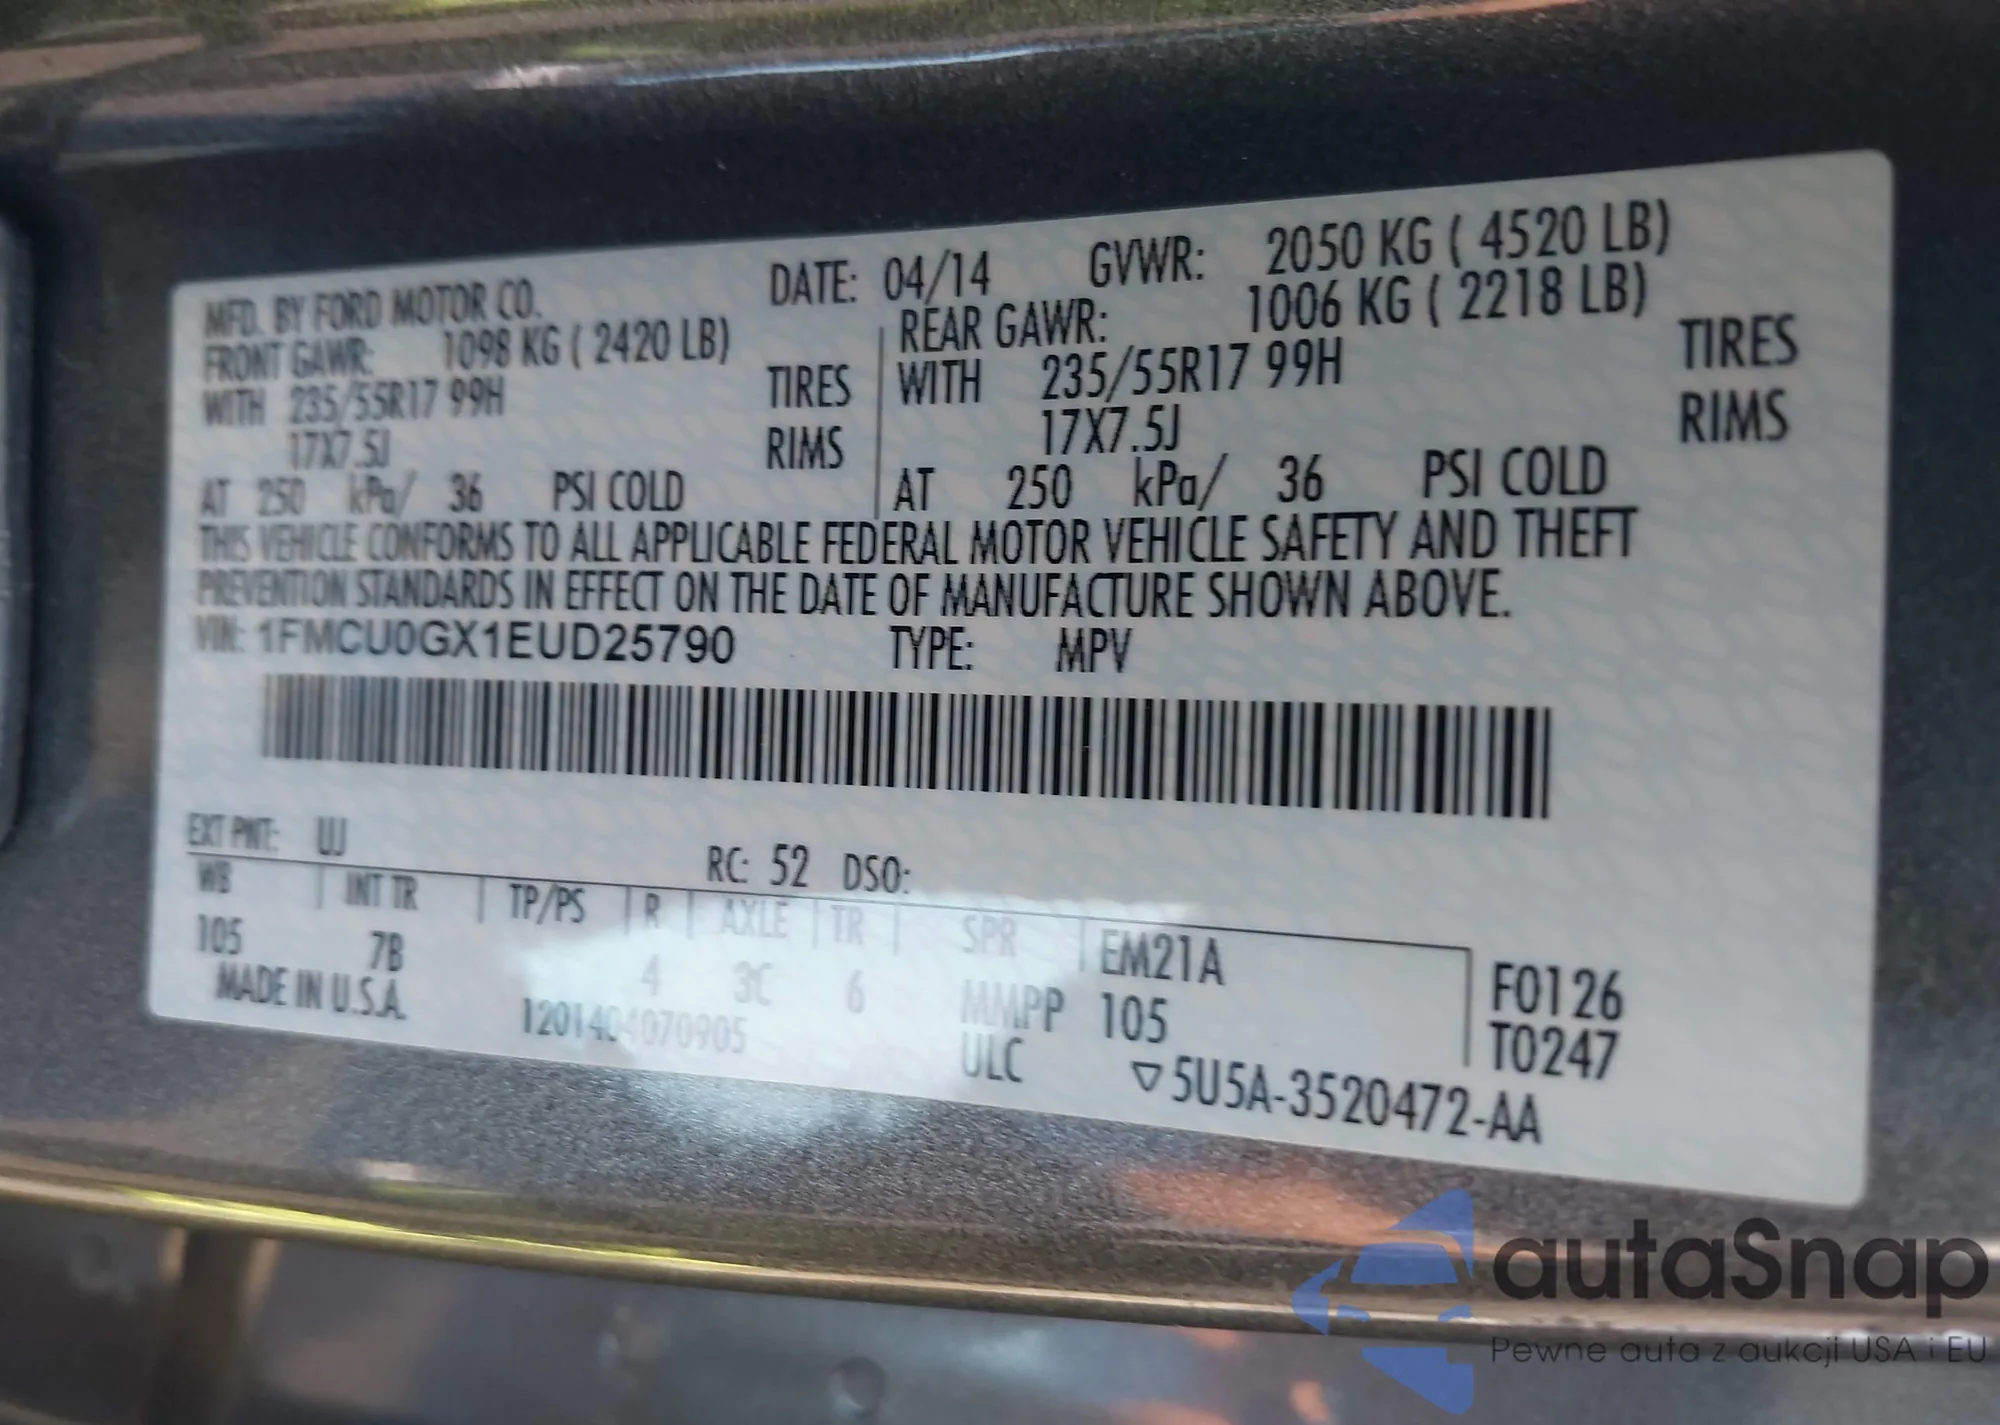 MFD. BY FORD MOTOR CO. DATE: 04/14 GVWR: 2050 KG ( 4520 LB)
FRONT GAWR: 1098 KG ( 2420 LB) REAR GAWR: 1006 KG ( 2218 LB)
WITH 235/55R17 99H TIRES WITH 235/55R17 99H TIRES
17X7.5J RIMS 17X7.5J RIMS
AT 250 kPa/ 36 PSI COLD AT 250 kPa/ 36 PSI COLD
THIS VEHICLE CONFORMS TO ALL APPLICABLE FEDERAL MOTOR VEHICLE SAFETY AND THEFT
PREVENTION STANDARDS IN EFFECT ON THE DATE OF MANUFACTURE SHOWN ABOVE.
VIN: 1FMCU0GX1EUD25790 TYPE: MPV
EXT PNT: UJ RC: 52 DSO:
WB INT TR TP/PS R AXLE TR SPR EM21A F0126
105 7B 4 3C 6 MMPP 105 T0247
MADE IN U.S.A. 1201404070905 ULC ▽5U5A-3520472-AA
autaSnap
Pewne auta z aukcji USA i EU